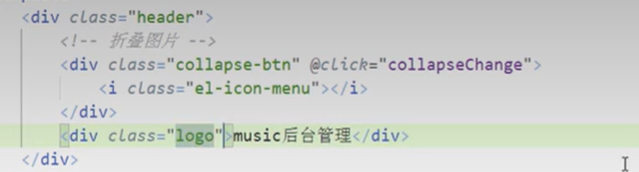 <div class="header">
<!-- 折叠图片 -->
<div class="collapse-btn" @click="collapseChange">
<i class="el-icon-menu"></i>
</div>
<div class="logo">music后台管理</div>
</div>